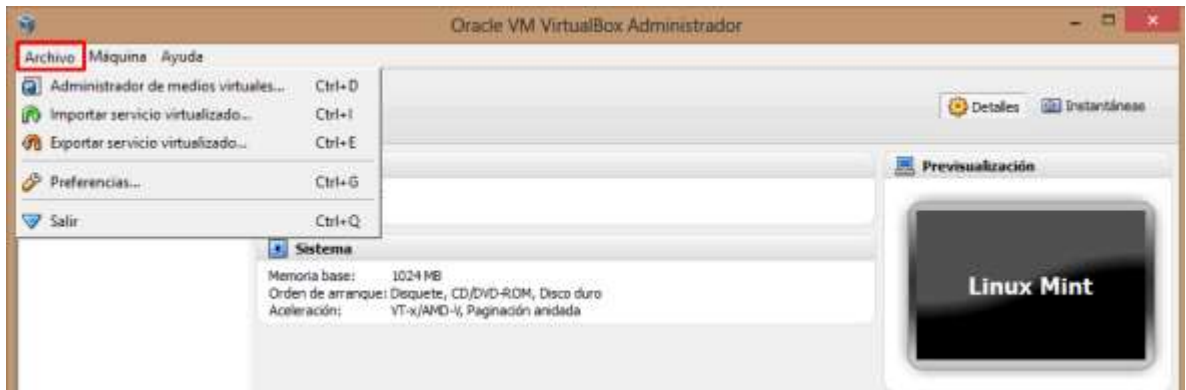 Oracle VM VirtualBox Administrador
Archivo Máquina Ayuda
Administrador de medios virtuales... Ctrl+D
Importar servicio virtualizado... Ctrl+I
Exportar servicio virtualizado... Ctrl+E
Preferencias... Ctrl+G
Salir Ctrl+Q
Detalles Instantáneas
Previsualización
Linux Mint
Sistema
Memoria base: 1024 MB
Orden de arranque: Disquete, CD/DVD-ROM, Disco duro
Aceleración: VT-x/AMD-V, Paginación anidada